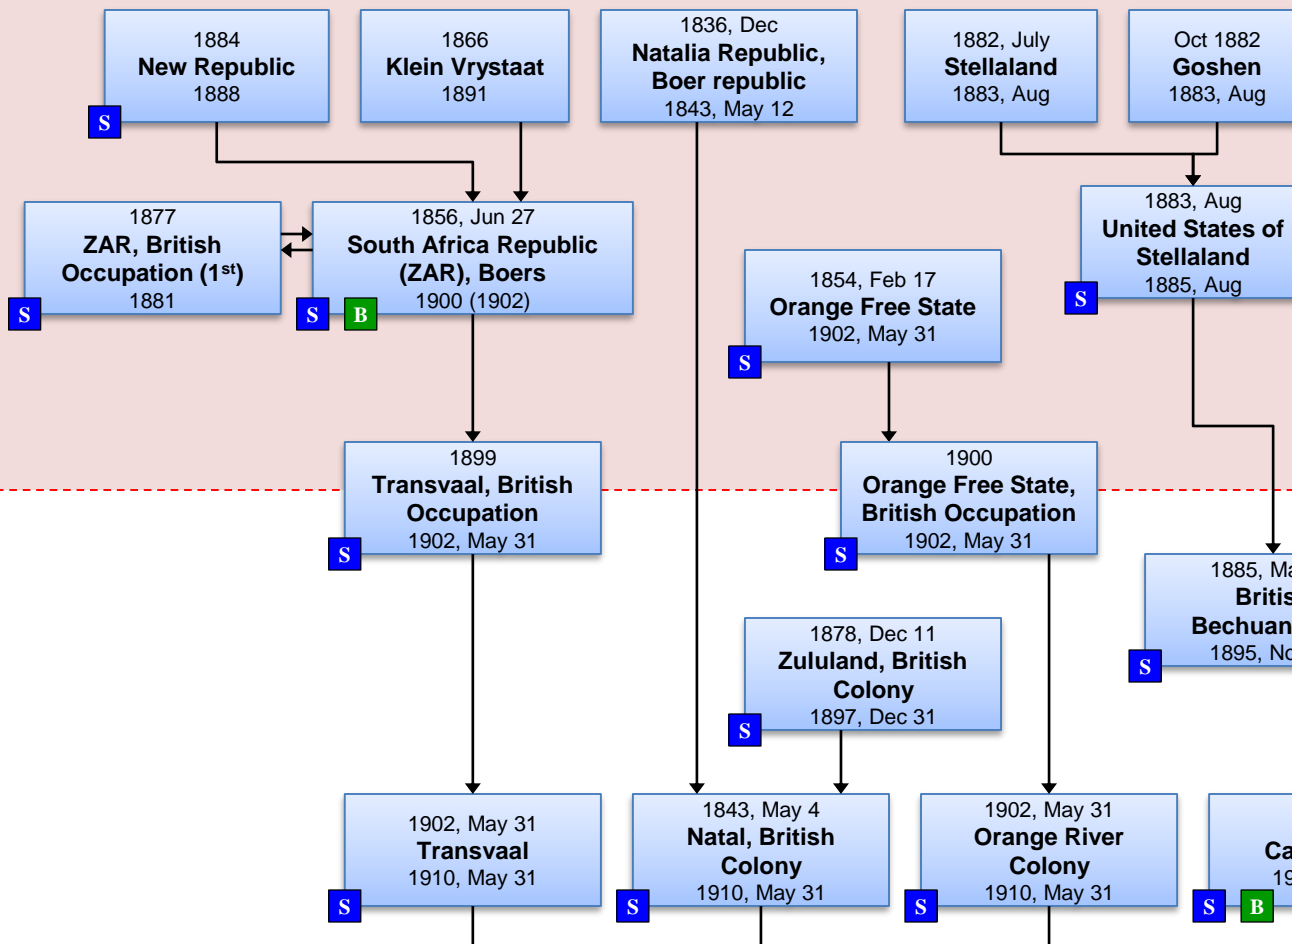 1884
New Republic
1888
S
1866
Klein Vrystaat
1891
1836, Dec
Natalia Republic,
Boer republic
1843, May 12
1882, July
Stellaland
1883, Aug
Oct 1882
Goshen
1883, Aug
1877
ZAR, British
Occupation (1st)
1881
S
1856, Jun 27
South Africa Republic
(ZAR), Boers
1900 (1902)
S B
1854, Feb 17
Orange Free State
1902, May 31
S
1883, Aug
United States of
Stellaland
1885, Aug
S
1899
Transvaal, British
Occupation
1902, May 31
S
1900
Orange Free State,
British Occupation
1902, May 31
S
1885,
1895,
S
1878, Dec 11
Zululand, British
Colony
1897, Dec 31
S
1902, May 31
Transvaal
1910, May 31
S
1843, May 4
Natal, British
Colony
1910, May 31
S
1902, May 31
Orange River
Colony
1910, May 31
S
S B